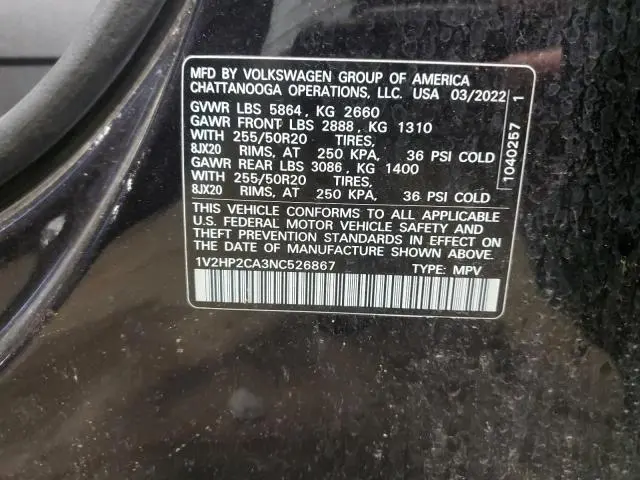 MFD BY VOLKSWAGEN GROUP OF AMERICA
CHATTANOOGA OPERATIONS, LLC. USA 03/2022
GVWR LBS 5864, KG 2660
GAWR FRONT LBS 2888, KG 1310
WITH 255/50R20 TIRES,
8JX20 RIMS, AT 250 KPA, 36 PSI COLD
GAWR REAR LBS 3086, KG 1400
WITH 255/50R20 TIRES,
8JX20 RIMS, AT 250 KPA, 36 PSI COLD
THIS VEHICLE CONFORMS TO ALL APPLICABLE
U.S. FEDERAL MOTOR VEHICLE SAFETY AND
THEFT PREVENTION STANDARDS IN EFFECT ON
THE DATE OF MANUFACTURE SHOWN ABOVE.
1V2HP2CA3NC526867 TYPE: MPV
1040257 1